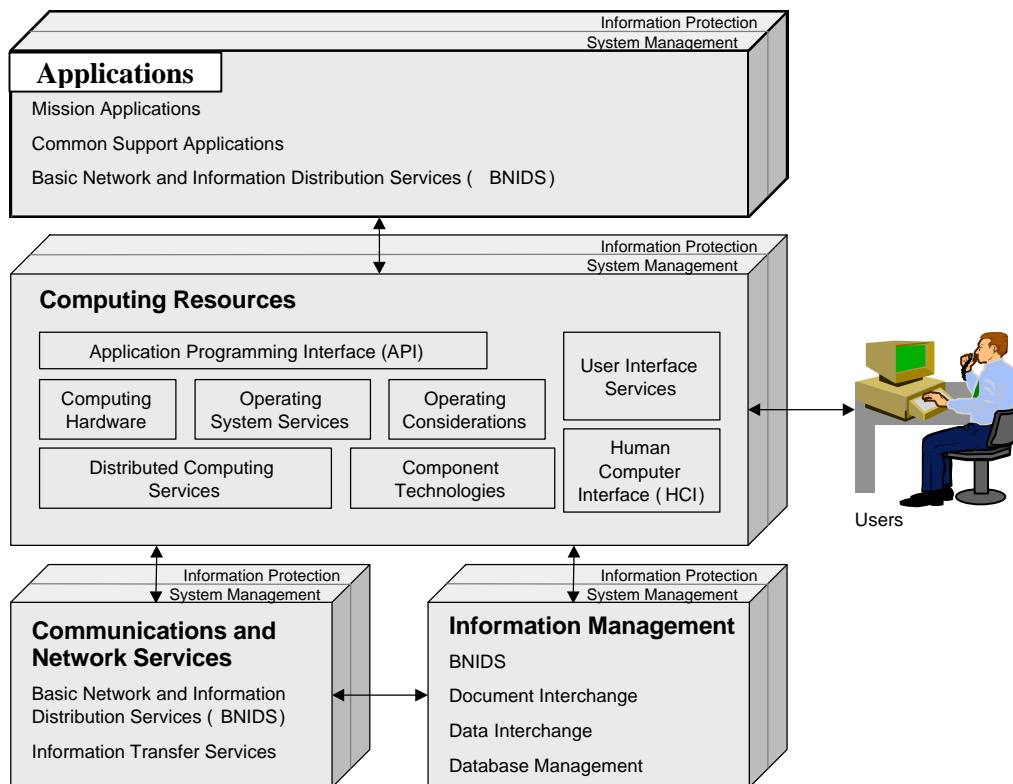 Information Protection
System Management
Applications
Mission Applications
Common Support Applications
Basic Network and Information Distribution Services ( BNIDS)
Information Protection
System Management
Computing Resources
Application Programming Interface (API)
User Interface
Services
Computing
Hardware
Operating
System Services
Operating
Considerations
Distributed Computing
Services
Component
Technologies
Human
Computer
Interface ( HCI)
Users
Information Protection
System Management
Communications and
Network Services
Basic Network and Information
Distribution Services ( BNIDS)
Information Transfer Services
Information Protection
System Management
Information Management
BNIDS
Document Interchange
Data Interchange
Database Management